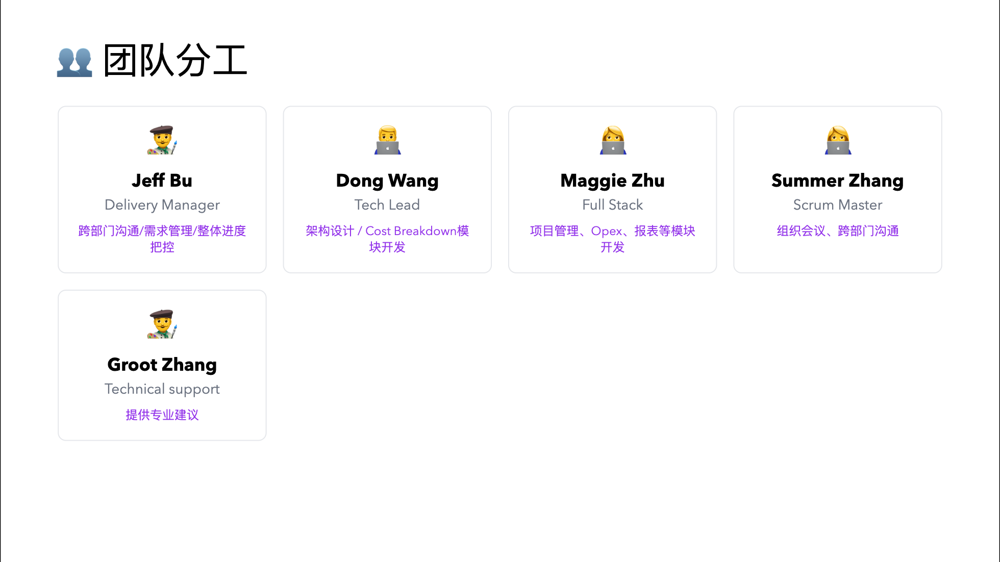 团队分工
Jeff Bu
Delivery Manager
跨部门沟通/需求管理/整体进度
把控
Dong Wang
Tech Lead
架构设计 / Cost Breakdown模
块开发
Maggie Zhu
Full Stack
项目管理、Opex、报表等模块
开发
Summer Zhang
Scrum Master
组织会议、跨部门沟通
Groot Zhang
Technical support
提供专业建议